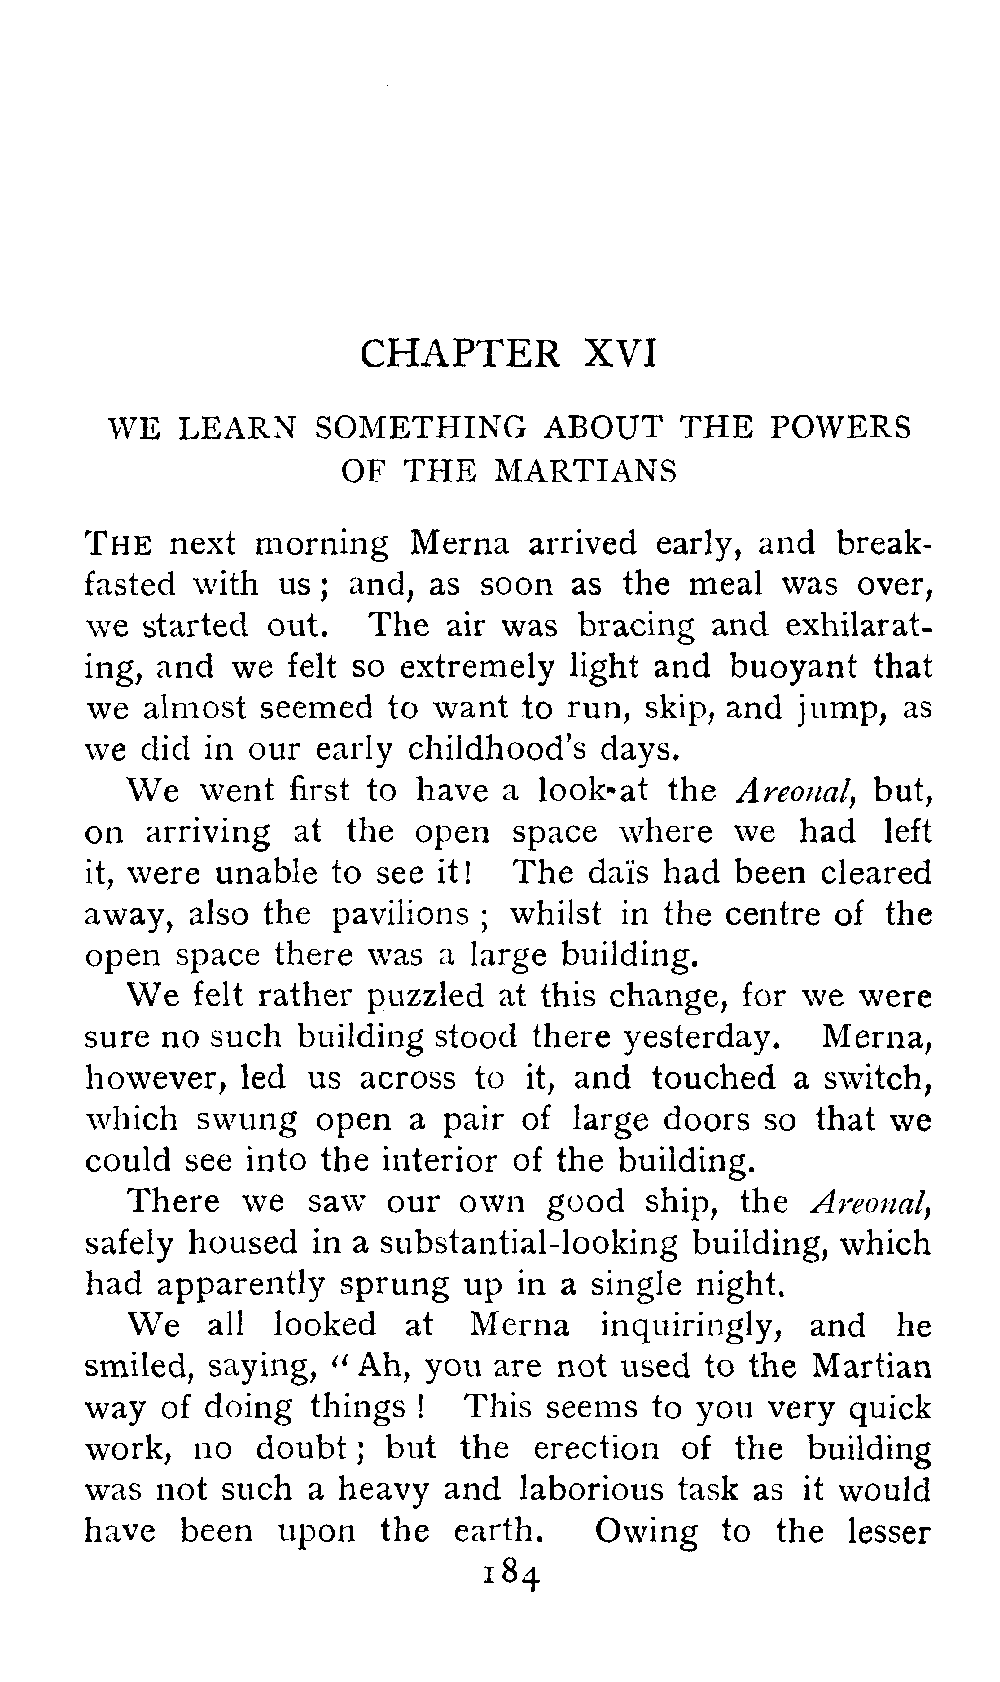 CHAPTER XVI
WE LEARN SOMETHING ABOUT THE POWERS
OF THE MARTIANS
THE next morning Merna arrived early, and break-
fasted with us ; and, as soon as the meal was over,
we started out. The air was bracing and exhilarat-
ing, and we felt so extremely light and buoyant that
we almost seemed to want to run, skip, and jump, as
we did in our early childhood's days.
We went first to have a look at the Areonal, but,
on arriving at the open space where we had left
it, were unable to see it! The daïs had been cleared
away, also the pavilions ; whilst in the centre of the
open space there was a large building.
We felt rather puzzled at this change, for we were
sure no such building stood there yesterday. Merna,
however, led us across to it, and touched a switch,
which swung open a pair of large doors so that we
could see into the interior of the building.
There we saw our own good ship, the Areonal,
safely housed in a substantial-looking building, which
had apparently sprung up in a single night.
We all looked at Merna inquiringly, and he
smiled, saying, “Ah, you are not used to the Martian
way of doing things ! This seems to you very quick
work, no doubt ; but the erection of the building
was not such a heavy and laborious task as it would
have been upon the earth. Owing to the lesser
184